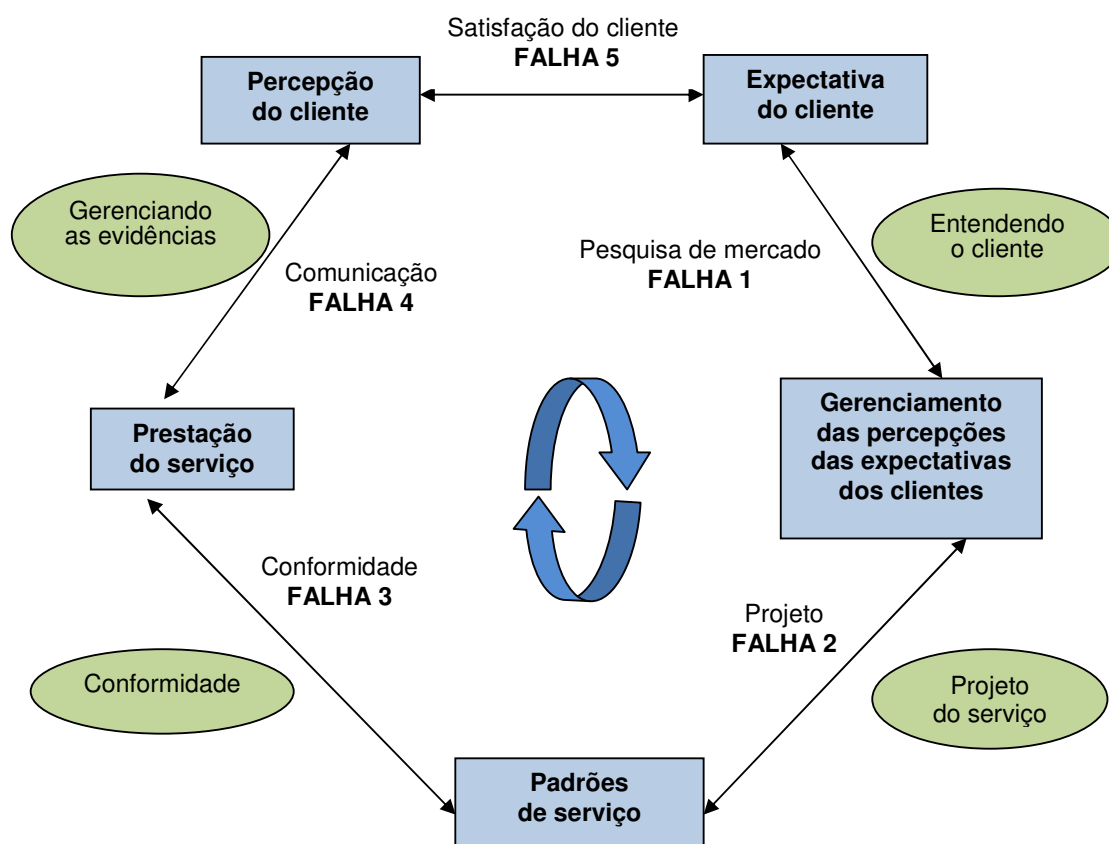 Satisfação do cliente
FALHA 5
Percepção
do cliente
Expectativa
do cliente
Gerenciando
as evidências
Entendendo
o cliente
Comunicação
FALHA 4
Pesquisa de mercado
FALHA 1
Prestação
do serviço
Gerenciamento
das percepções
das expectativas
dos clientes
Conformidade
FALHA 3
Projeto
FALHA 2
Conformidade
Projeto
do serviço
Padrões
de serviço